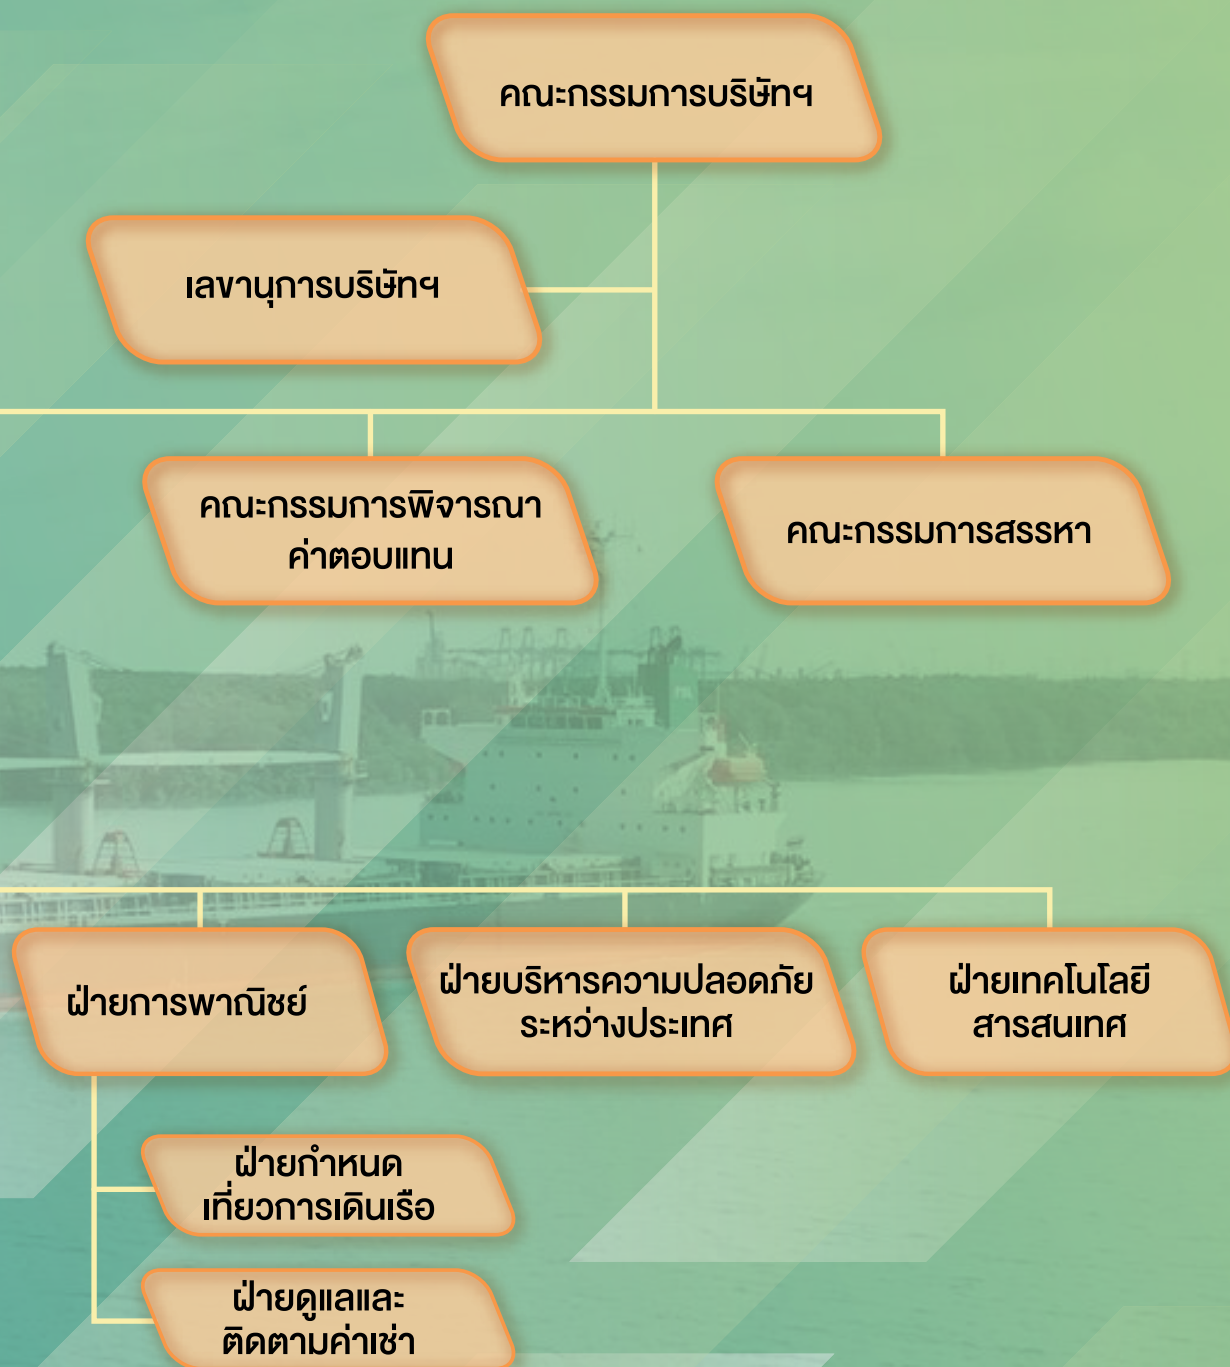 คณะกรรมการบริษัทฯ
เลขานุการบริษัทฯ
คณะกรรมการพิจารณา
ค่าตอบแทน
คณะกรรมการสรรหา
ฝ่ายการพาณิชย์
ฝ่ายบริหารความปลอดภัย
ระหว่างประเทศ
ฝ่ายเทคโนโลยี
สารสนเทศ
ฝ่ายกำหนด
เที่ยวการเดินเรือ
ฝ่ายดูแลและ
ติดตามค่าเช่า